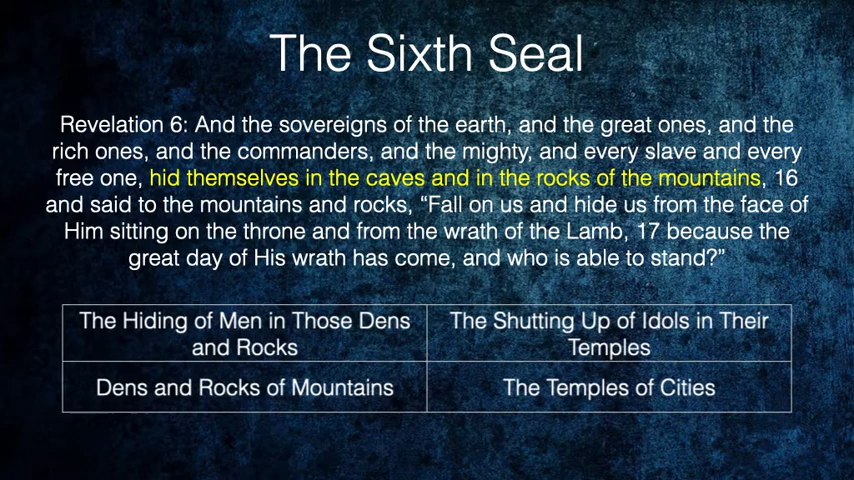 The Sixth Seal
Revelation 6: And the sovereigns of the earth, and the great ones, and the
rich ones, and the commanders, and the mighty, and every slave and every
free one, hid themselves in the caves and in the rocks of the mountains, 16
and said to the mountains and rocks, “Fall on us and hide us from the face of
Him sitting on the throne and from the wrath of the Lamb, 17 because the
great day of His wrath has come, and who is able to stand?”
The Hiding of Men in Those Dens
and Rocks
The Shutting Up of Idols in Their
Temples
Dens and Rocks of Mountains
The Temples of Cities